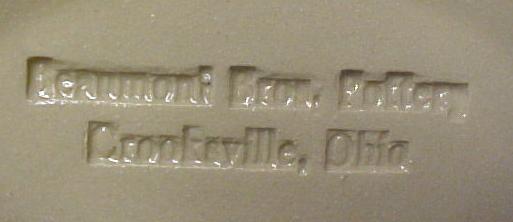 Beaumont Bros. Pottery
Crooksville, Ohio